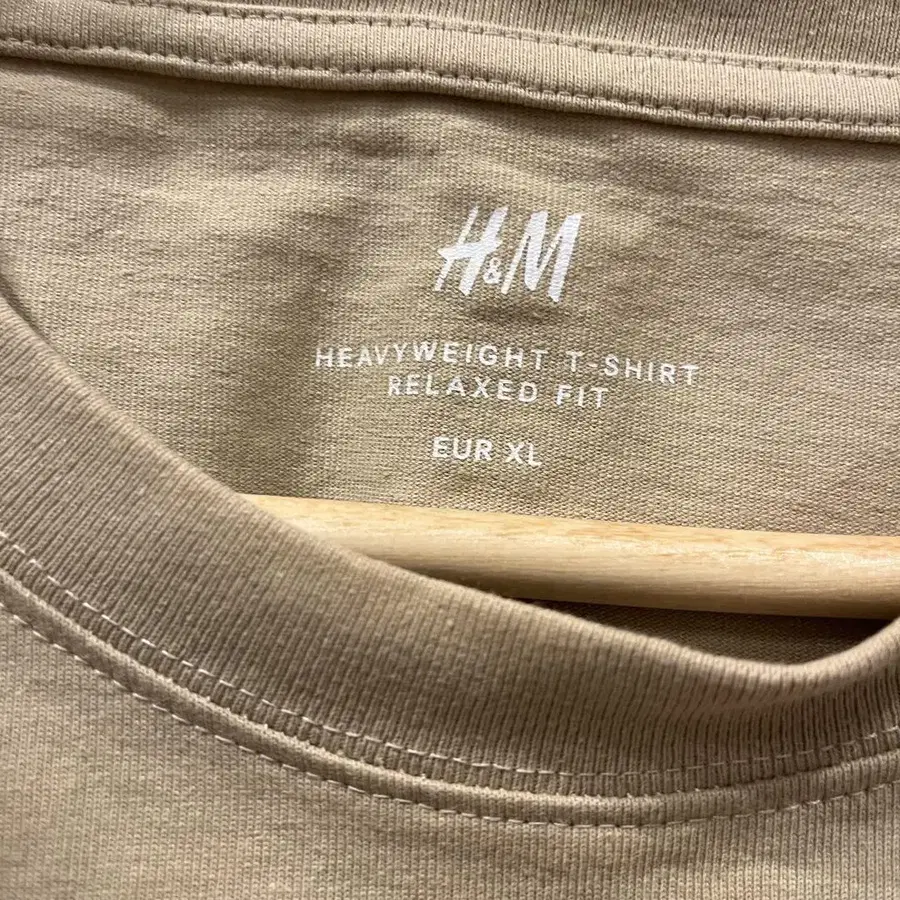 H&M
HEAVYWEIGHT T-SHIRT
RELAXED FIT
EUR XL